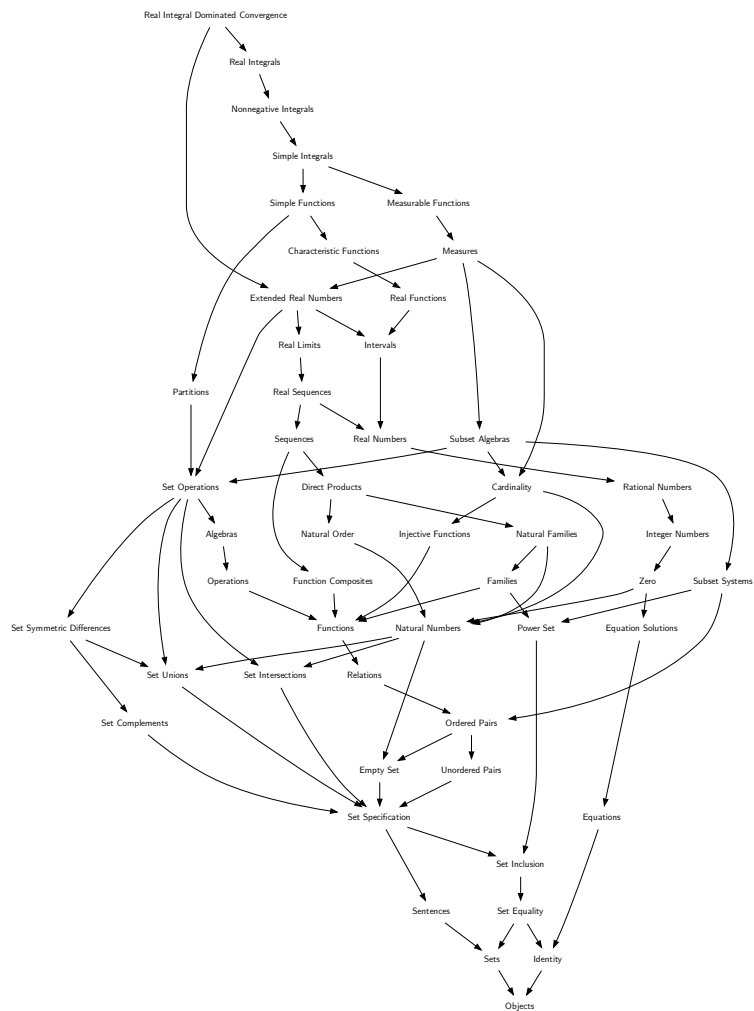 Real Integral Dominated Convergence
Real Integrals
Nonnegative Integrals
Simple Integrals
Simple Functions
Measurable Functions
Characteristic Functions
Measures
Extended Real Numbers
Real Functions
Real Limits
Intervals
Partitions
Real Sequences
Sequences
Real Numbers
Subset Algebras
Set Operations
Direct Products
Cardinality
Rational Numbers
Algebras
Natural Order
Injective Functions
Natural Families
Integer Numbers
Operations
Function Composites
Families
Zero
Subset Systems
Set Symmetric Differences
Functions
Natural Numbers
Power Set
Equation Solutions
Set Unions
Set Intersections
Relations
Set Complements
Ordered Pairs
Empty Set
Unordered Pairs
Set Specification
Equations
Set Inclusion
Sentences
Set Equality
Sets
Identity
Objects